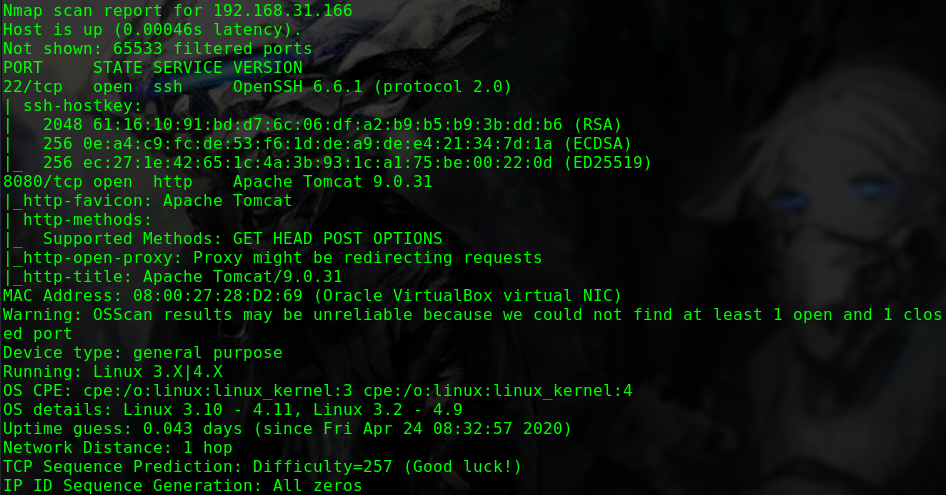 Nmap scan report for 192.168.31.166
Host is up (0.00046s latency).
Not shown: 65533 filtered ports
PORT     STATE SERVICE VERSION
22/tcp   open  ssh     OpenSSH 6.6.1 (protocol 2.0)
| ssh-hostkey:
|   2048 61:16:10:91:bd:d7:6c:06:df:a2:b9:b5:b9:3b:dd:b6 (RSA)
|   256 0e:a4:c9:fc:de:53:f6:1d:de:a9:de:e4:21:34:7d:1a (ECDSA)
|_  256 ec:27:1e:42:65:1c:4a:3b:93:1c:a1:75:be:00:22:0d (ED25519)
8080/tcp open  http    Apache Tomcat 9.0.31
|_http-favicon: Apache Tomcat
| http-methods:
|_  Supported Methods: GET HEAD POST OPTIONS
|_http-open-proxy: Proxy might be redirecting requests
|_http-title: Apache Tomcat/9.0.31
MAC Address: 08:00:27:28:D2:69 (Oracle VirtualBox virtual NIC)
Warning: OSScan results may be unreliable because we could not find at least 1 open and 1 clos
ed port
Device type: general purpose
Running: Linux 3.X|4.X
OS CPE: cpe:/o:linux:linux_kernel:3 cpe:/o:linux:linux_kernel:4
OS details: Linux 3.10 - 4.11, Linux 3.2 - 4.9
Uptime guess: 0.043 days (since Fri Apr 24 08:32:57 2020)
Network Distance: 1 hop
TCP Sequence Prediction: Difficulty=257 (Good luck!)
IP ID Sequence Generation: All zeros